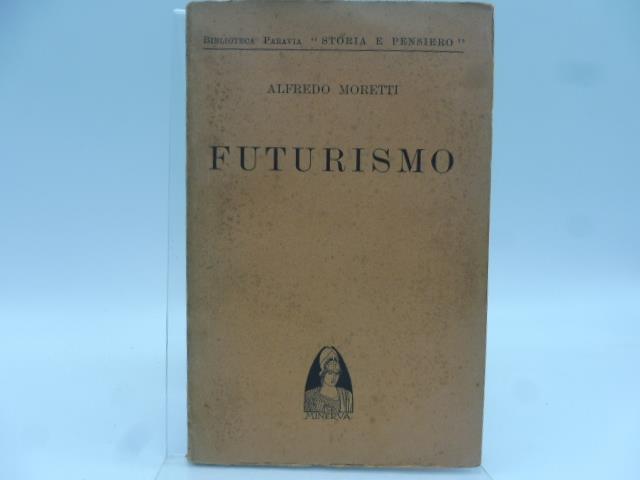 Biblioteca Paravia "STORIA E PENSIERO"
ALFREDO MORETTI
FUTURISMO
MINERVA